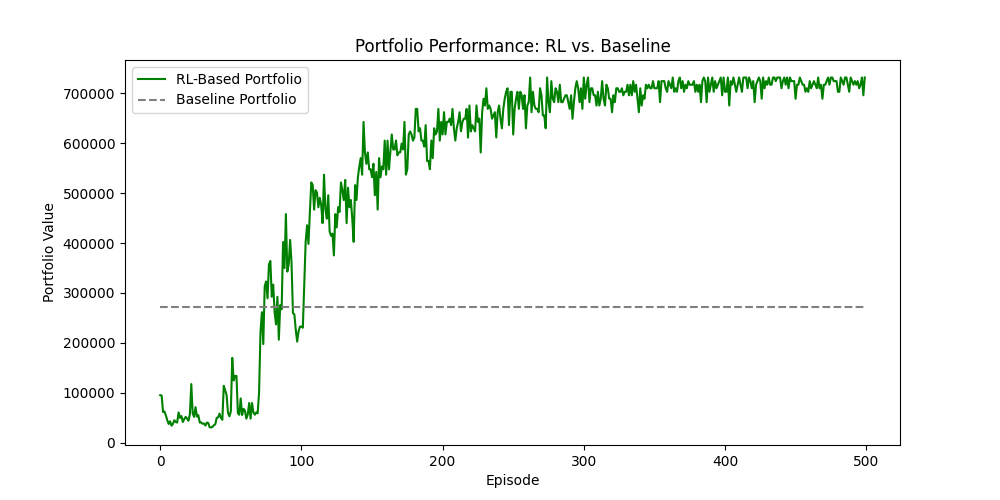 Portfolio Performance: RL vs. Baseline
RL-Based Portfolio
Baseline Portfolio
Portfolio Value
700000
600000
500000
400000
300000
200000
100000
0
0 100 200 300 400 500
Episode